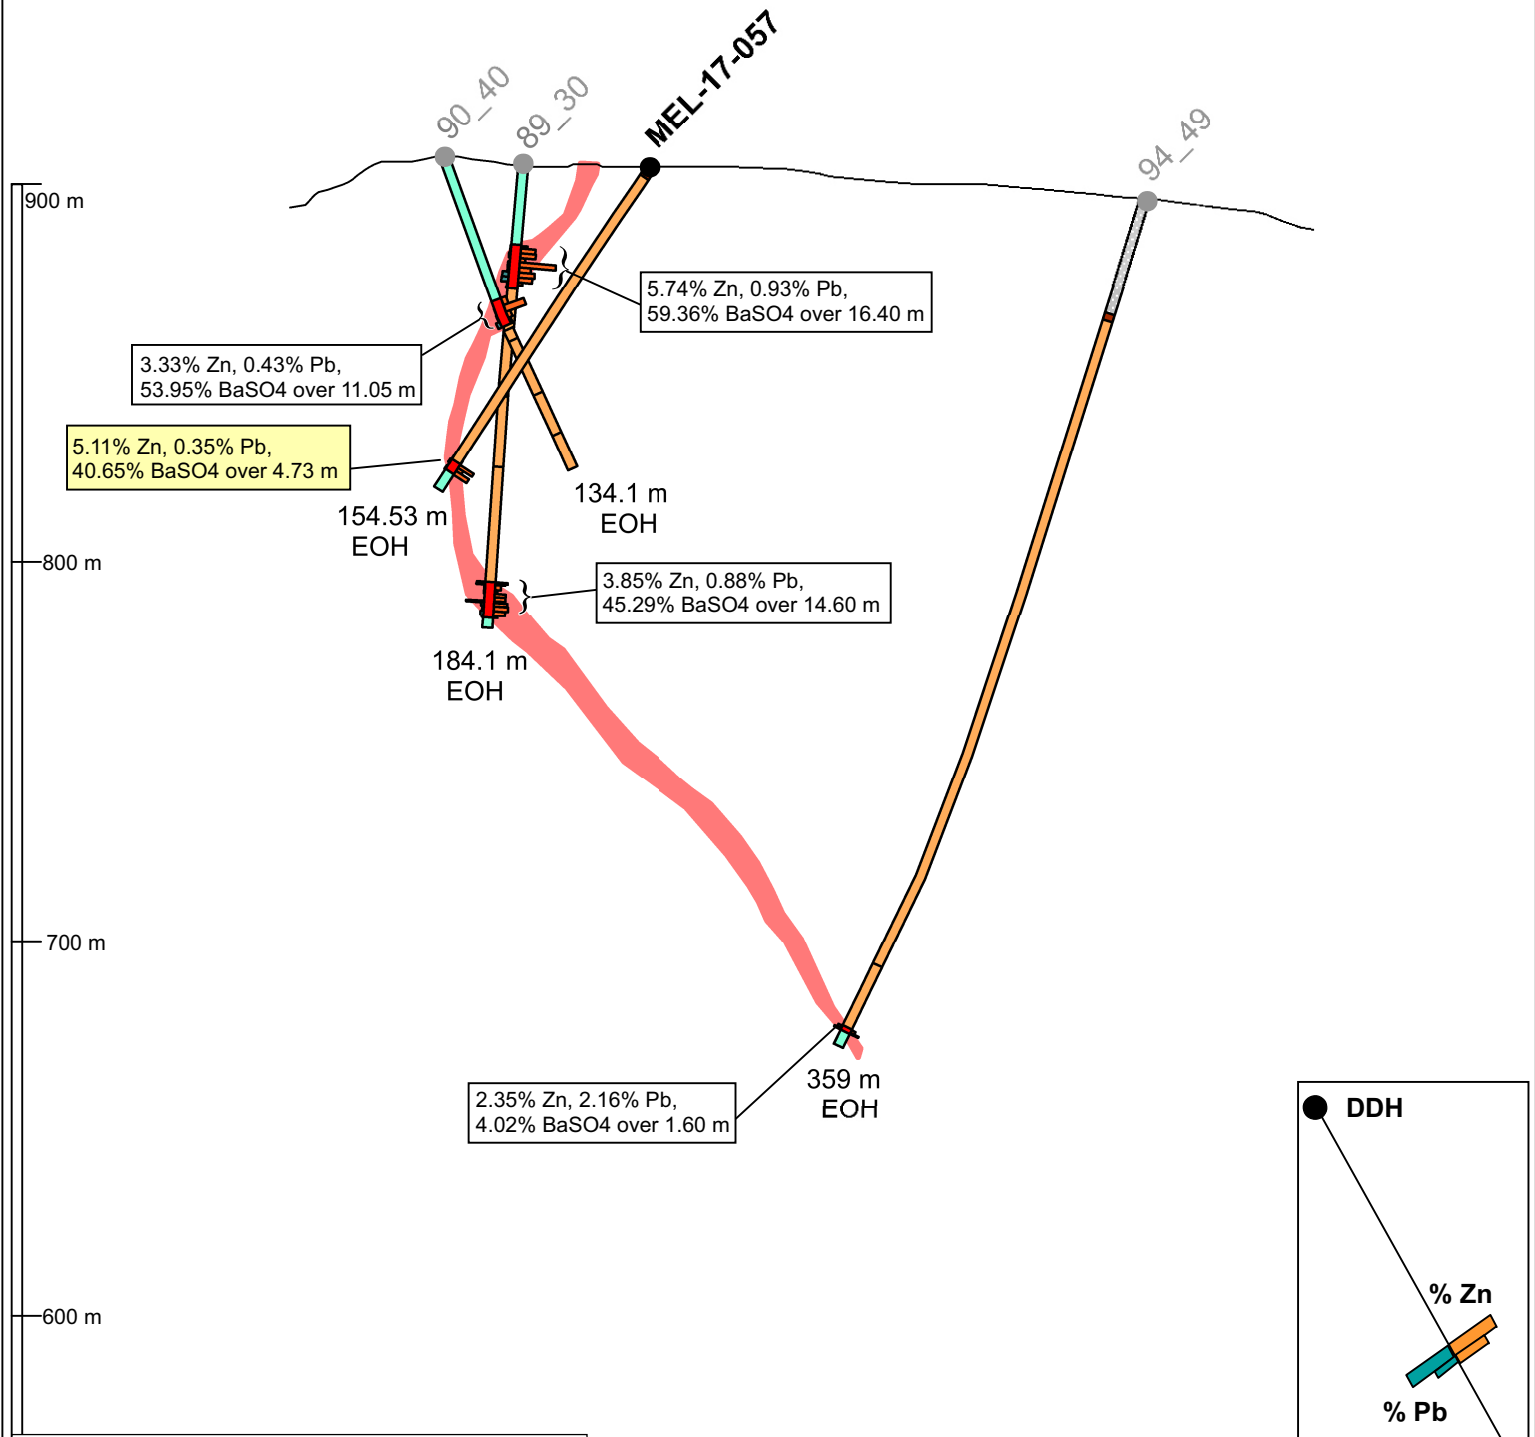 MEL-17-057
90_40
89_30
94_49
900 m
5.74% Zn, 0.93% Pb,
59.36% BaSO4 over 16.40 m
3.33% Zn, 0.43% Pb,
53.95% BaSO4 over 11.05 m
5.11% Zn, 0.35% Pb,
40.65% BaSO4 over 4.73 m
134.1 m
EOH
154.53 m
EOH
800 m
3.85% Zn, 0.88% Pb,
45.29% BaSO4 over 14.60 m
184.1 m
EOH
700 m
359 m
EOH
2.35% Zn, 2.16% Pb,
4.02% BaSO4 over 1.60 m
DDH
600 m
% Zn
% Pb